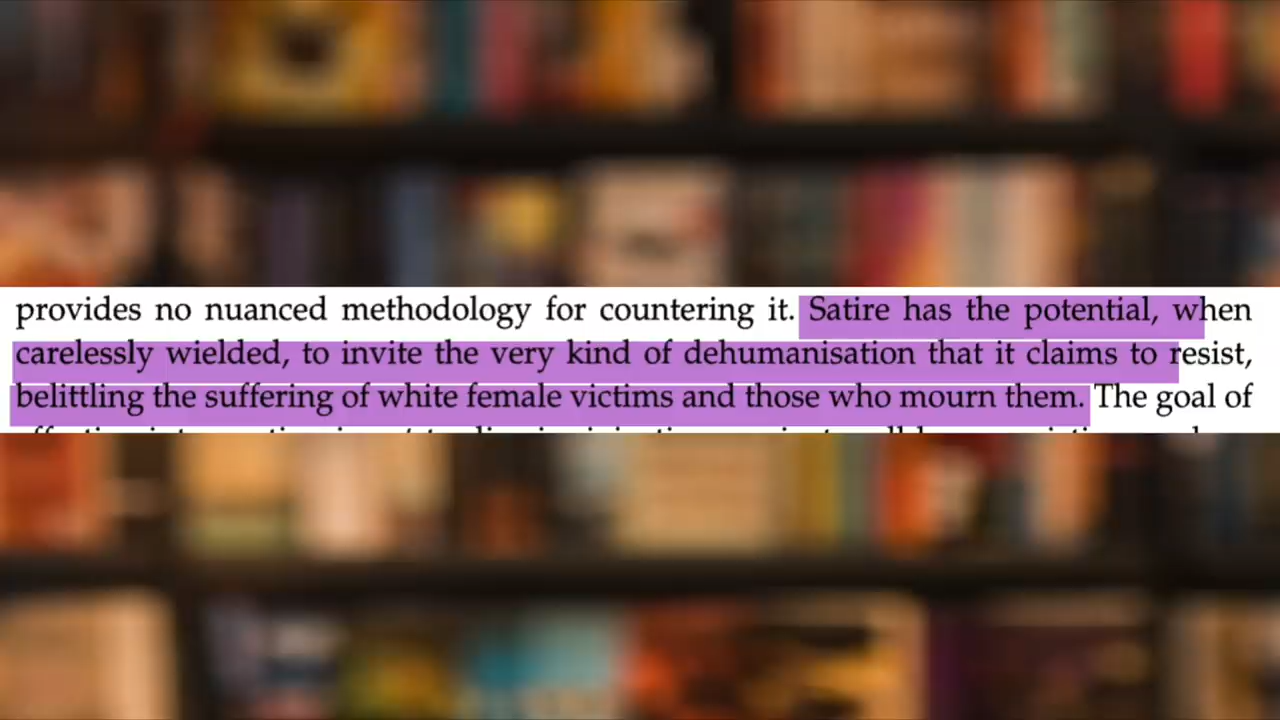 provides no nuanced methodology for countering it. Satire has the potential, when
carelessly wielded, to invite the very kind of dehumanisation that it claims to resist,
belittling the suffering of white female victims and those who mourn them. The goal of